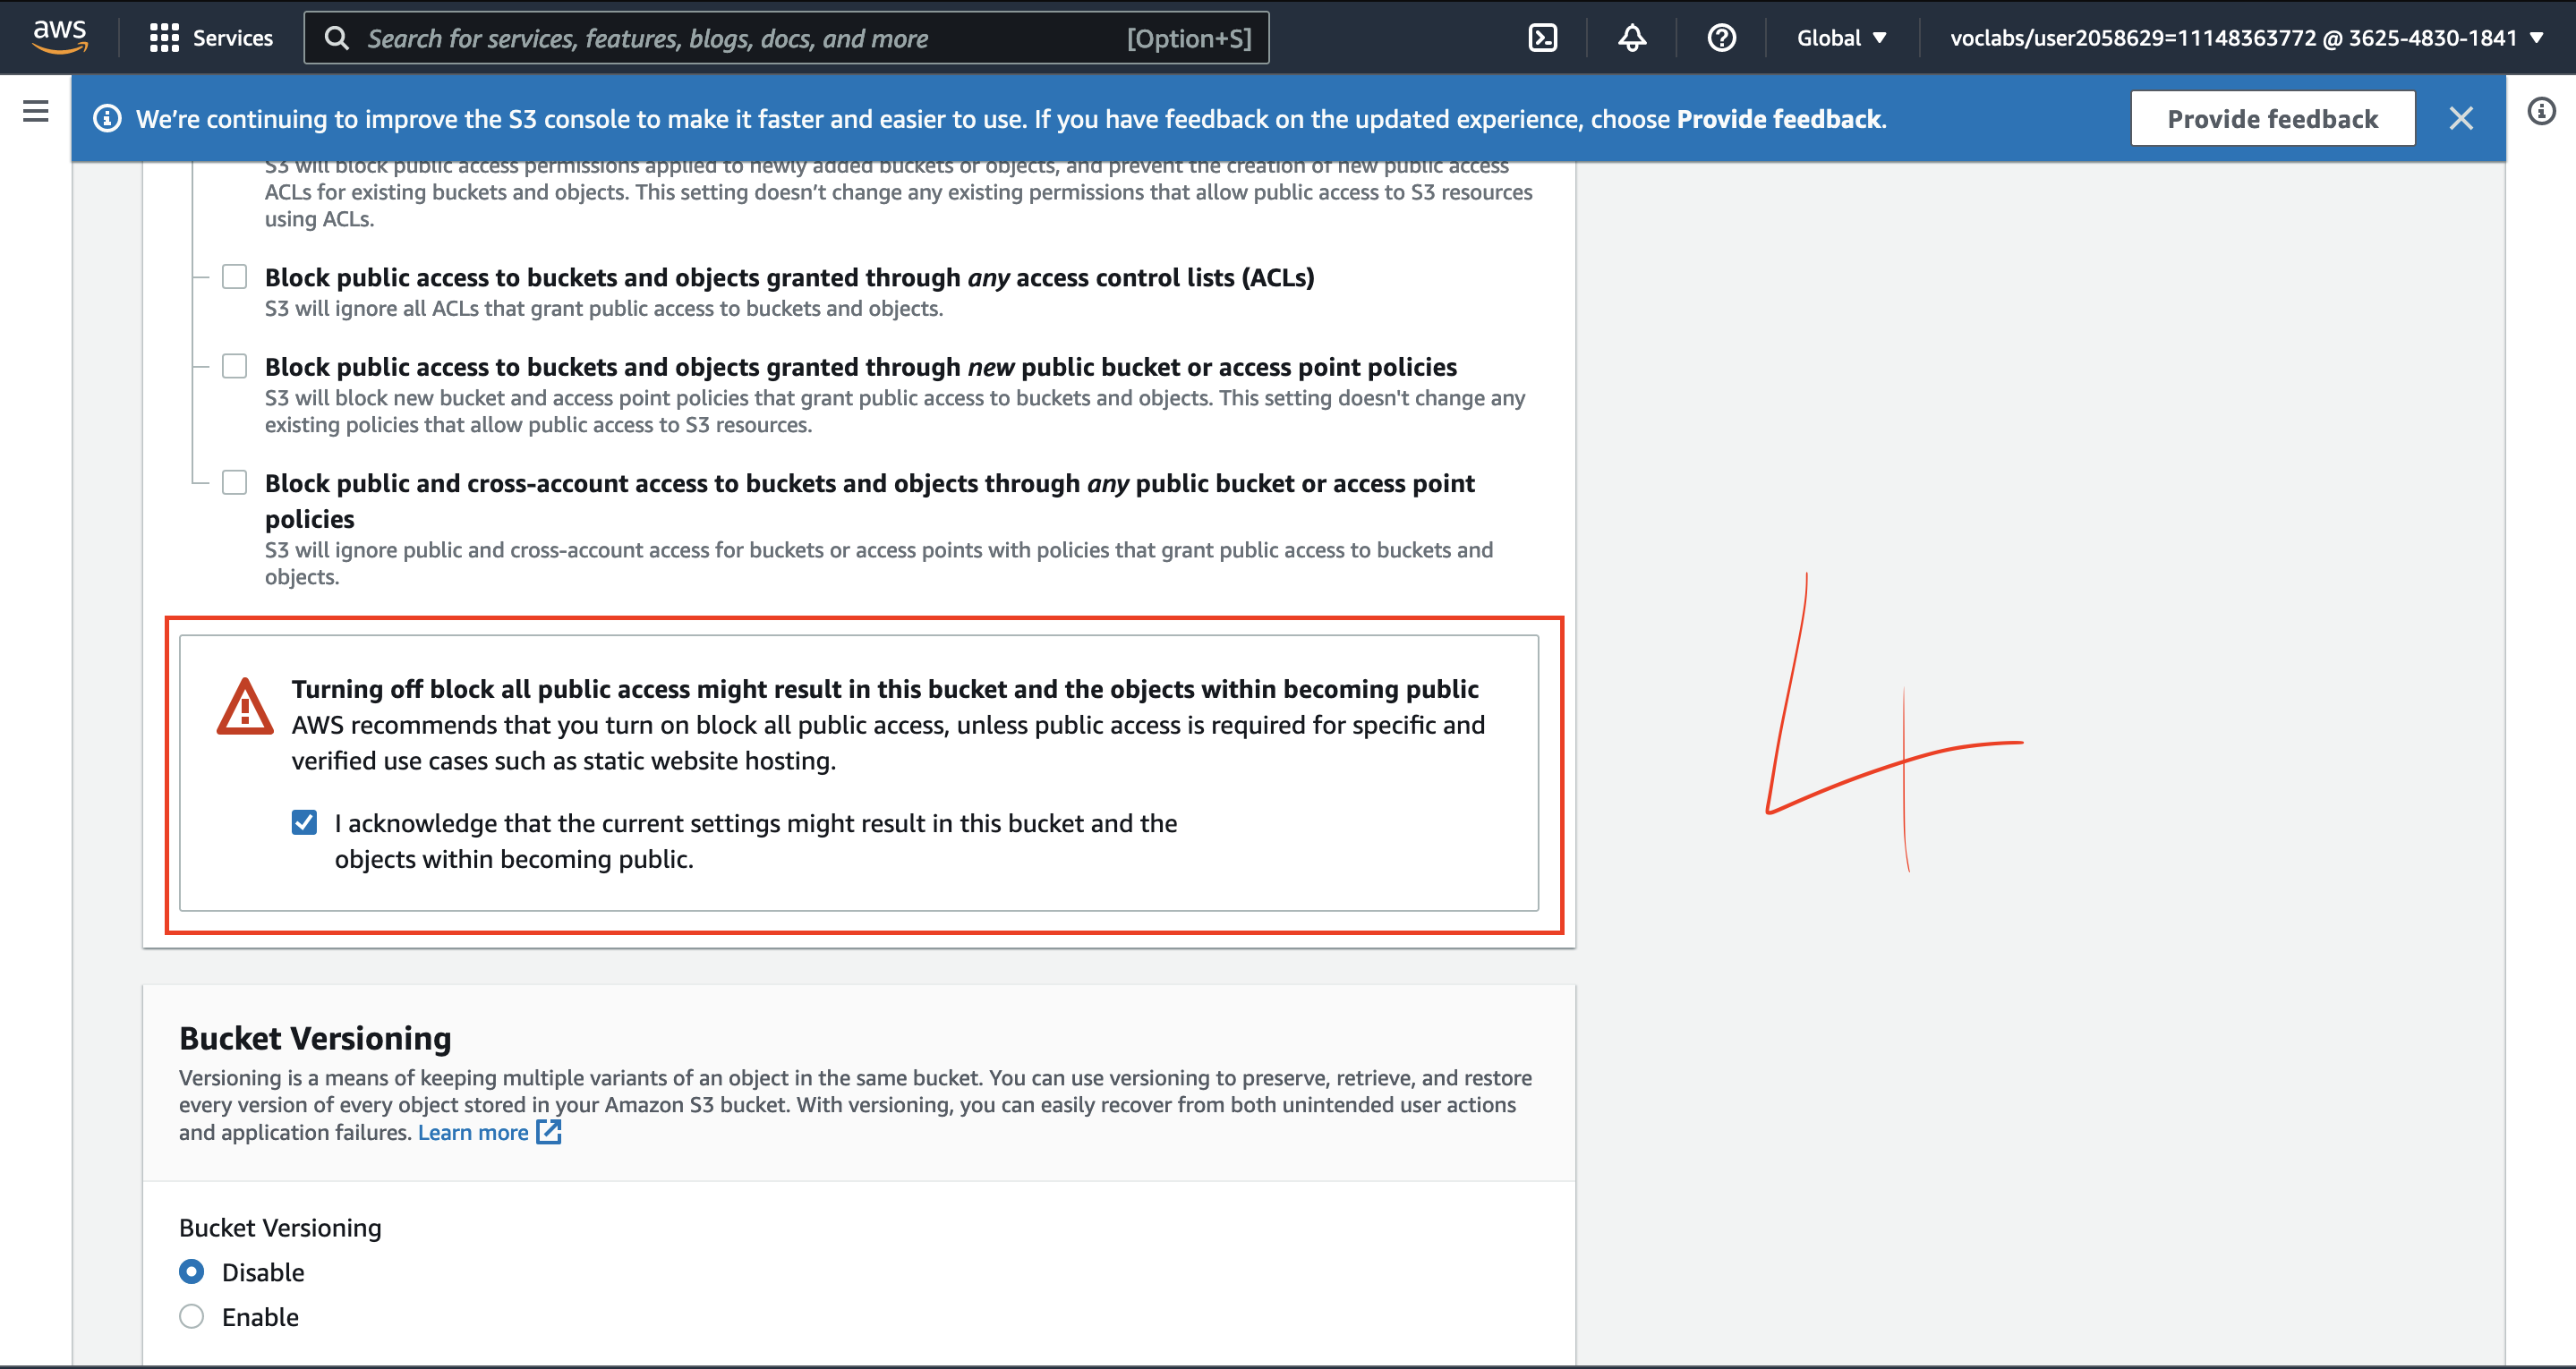 aws Services Search for services, features, blogs, docs, and more [Option+S] Global voclabs/user2058629=11148363772 @ 3625-4830-1841
We're continuing to improve the S3 console to make it faster and easier to use. If you have feedback on the updated experience, choose Provide feedback. Provide feedback
S3 will block public access permissions applied to newly added buckets or objects, and prevent the creation of new public access
ACLs for existing buckets and objects. This setting doesn’t change any existing permissions that allow public access to S3 resources
using ACLs.
Block public access to buckets and objects granted through any access control lists (ACLs)
S3 will ignore all ACLs that grant public access to buckets and objects.
Block public access to buckets and objects granted through new public bucket or access point policies
S3 will block new bucket and access point policies that grant public access to buckets and objects. This setting doesn't change any
existing policies that allow public access to S3 resources.
Block public and cross-account access to buckets and objects through any public bucket or access point
policies
S3 will ignore public and cross-account access for buckets or access points with policies that grant public access to buckets and
objects.
Turning off block all public access might result in this bucket and the objects within becoming public
AWS recommends that you turn on block all public access, unless public access is required for specific and
verified use cases such as static website hosting.
I acknowledge that the current settings might result in this bucket and the
objects within becoming public.
4
Bucket Versioning
Versioning is a means of keeping multiple variants of an object in the same bucket. You can use versioning to preserve, retrieve, and restore
every version of every object stored in your Amazon S3 bucket. With versioning, you can easily recover from both unintended user actions
and application failures. Learn more
Bucket Versioning
Disable
Enable